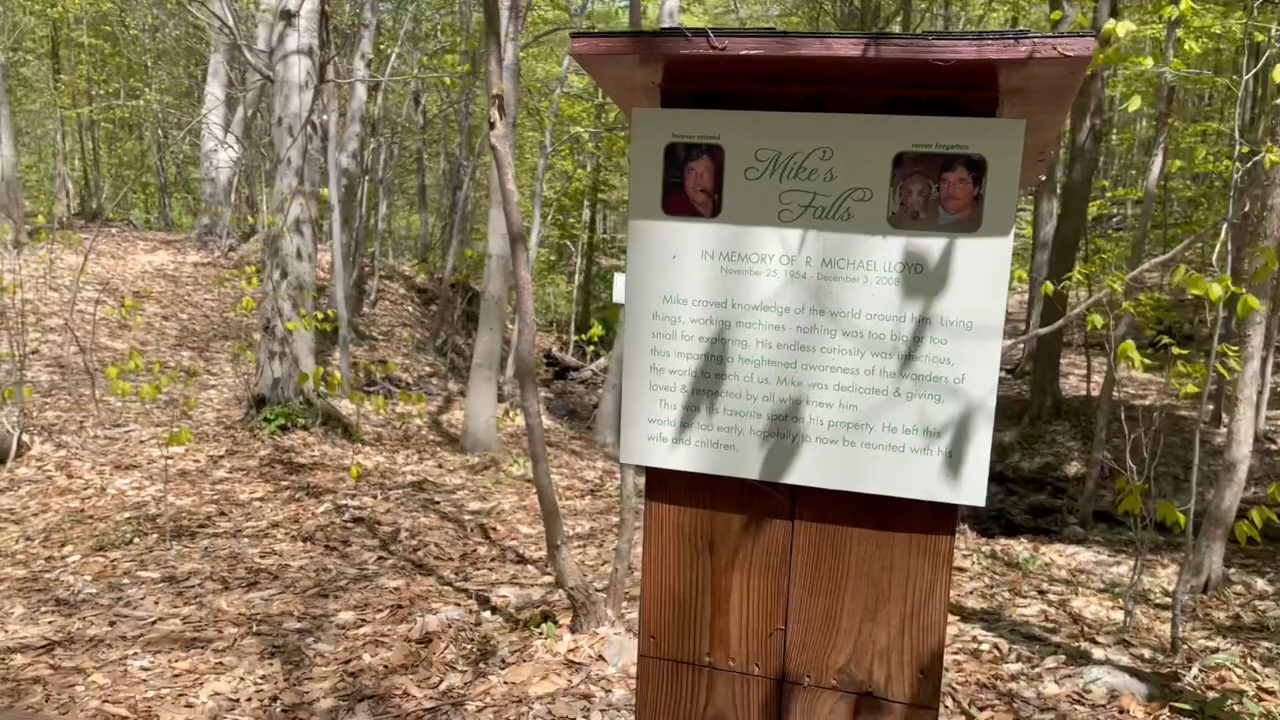 forever missed
never forgotten
Mike's
Falls
IN MEMORY OF R. MICHAEL LLOYD
November 25, 1954 - December 3, 2008
Mike craved knowledge of the world around him. Living
things, working machines - nothing was too big or too
small for exploring. His endless curiosity was infectious,
thus imparting a heightened awareness of the wonders of
the world to each of us. Mike was dedicated & giving,
loved & respected by all who knew him.
This was his favorite spot on his property. He left this
world far too early, hopefully to now be reunited with his
wife and children.